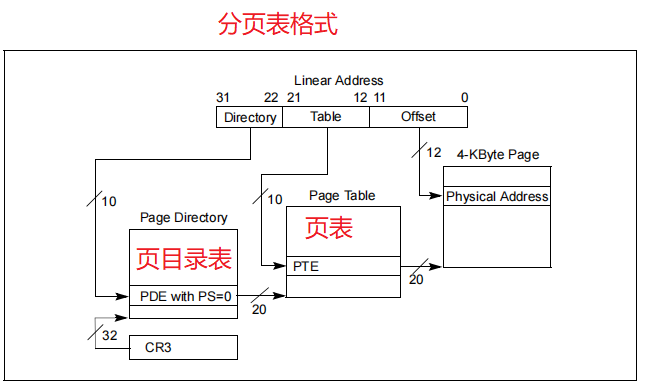 分页表格式
Linear Address
31 22 21 12 11 0
Directory Table Offset
12
4-KByte Page
Physical Address
10
10
Page Directory
Page Table
页目录表
页表
PTE
PDE with PS=0
20
20
32
CR3